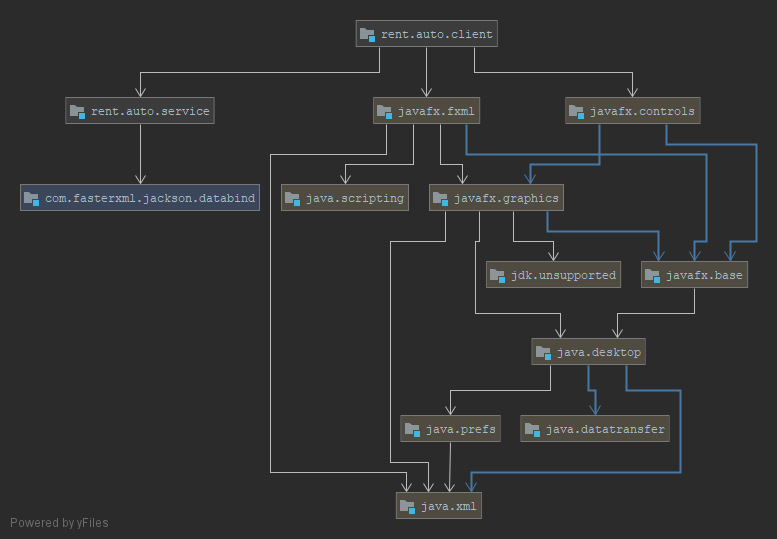 rent.auto.client
rent.auto.service
javafx.fxml
javafx.controls
com.fasterxml.jackson.databind
java.scripting
javafx.graphics
jdk.unsupported
javafx.base
java.desktop
java.prefs
java.datatransfer
java.xml
Powered by yFiles